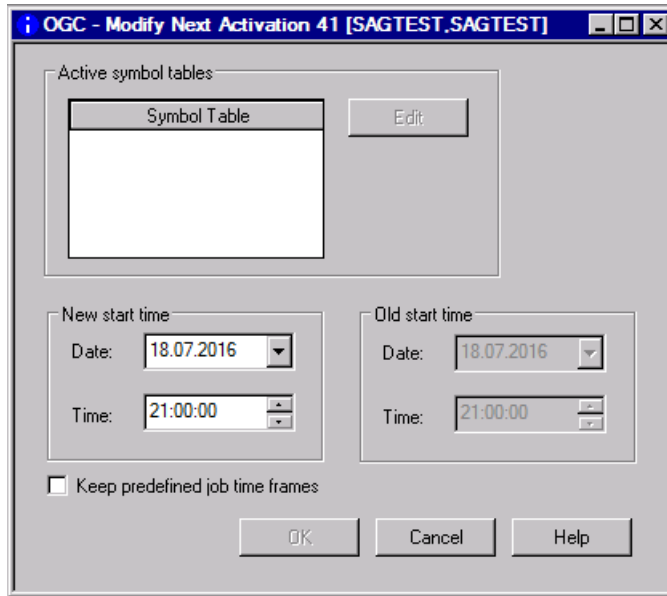 OGC - Modify Next Activation 41 [SAGTEST,SAGTEST]
Active symbol tables
Symbol Table
Edit
New start time
Date: 18.07.2016
Time: 21:00:00
Old start time
Date: 18.07.2016
Time: 21:00:00
Keep predefined job time frames
OK Cancel Help